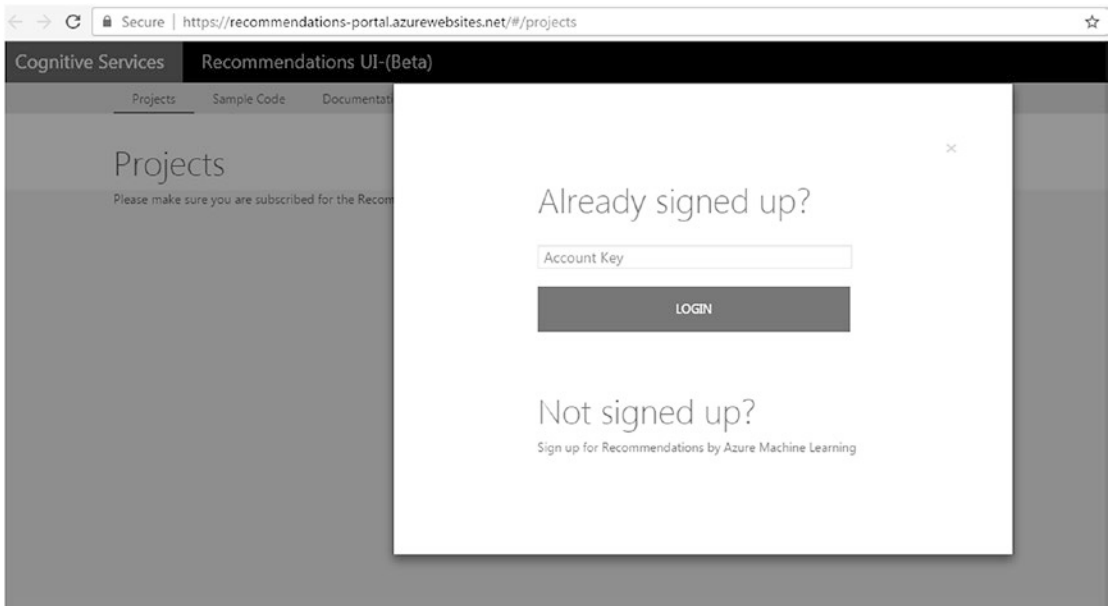 Secure | https://recommendations-portal.azurewebsites.net/#/projects
Cognitive Services Recommendations UI-(Beta)
Projects Sample Code Documentati
×
Projects
Please make sure you are subscribed for the Recom
Already signed up?
Account Key
LOGIN
Not signed up?
Sign up for Recommendations by Azure Machine Learning